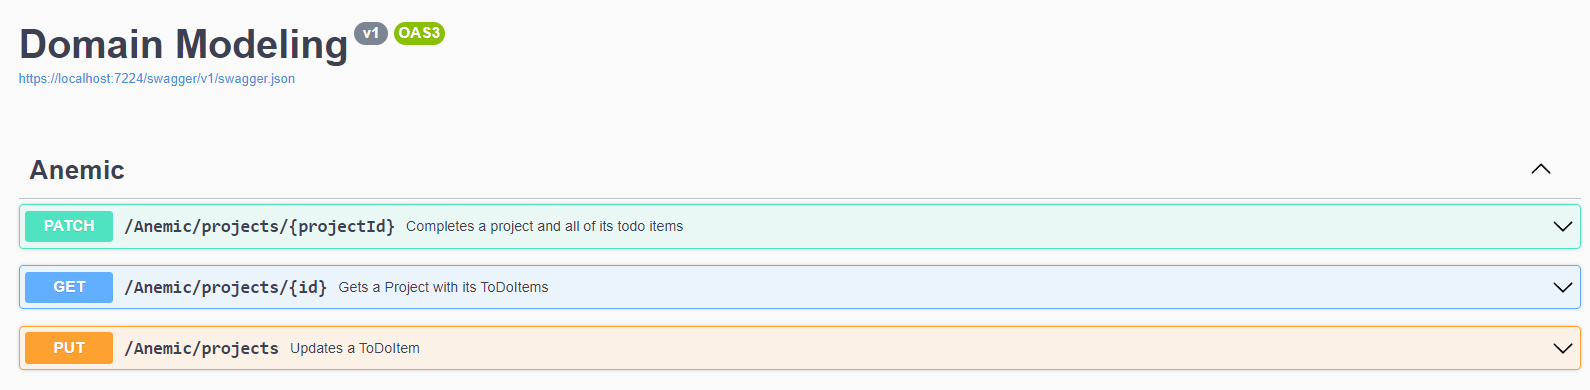 Domain Modeling v1 OAS3
https://localhost:7224/swagger/v1/swagger.json
Anemic
PATCH /Anemic/projects/{projectId} Completes a project and all of its todo items
GET /Anemic/projects/{id} Gets a Project with its ToDoItems
PUT /Anemic/projects Updates a ToDoItem